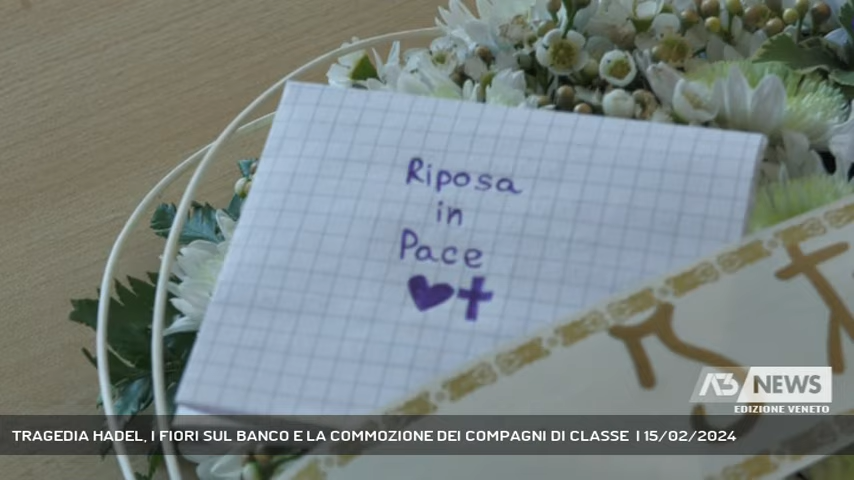 Riposa
in
Pace
A3 NEWS
EDIZIONE VENETO
TRAGEDIA HADEL, I FIORI SUL BANCO E LA COMMOZIONE DEI COMPAGNI DI CLASSE | 15/02/2024